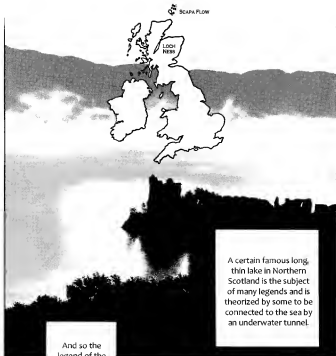 SCAPA FLOW
LOCH
NESS
A certain famous long,
thin lake in Northern
Scotland is the subject
of many legends and is
theorized by some to be
connected to the sea by
an underwater tunnel.
And so the
legend of the